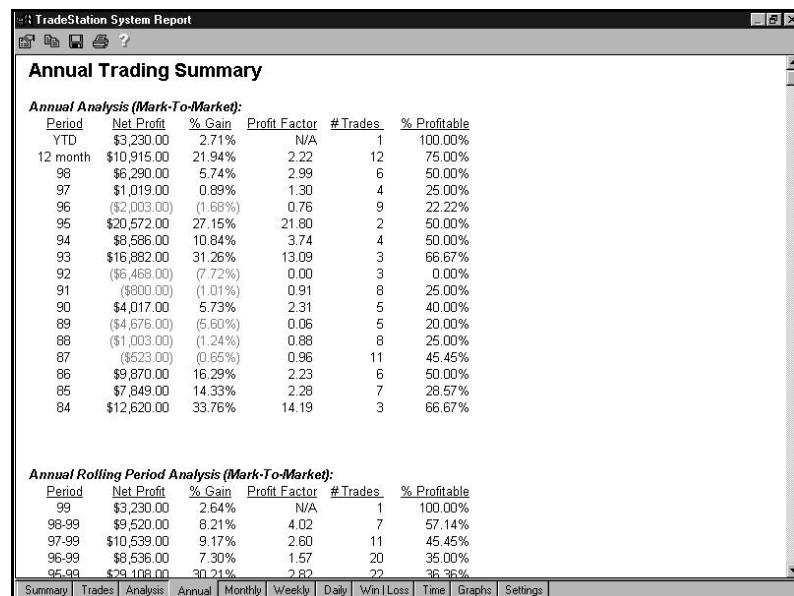 TradeStation System Report
Annual Trading Summary
Annual Analysis (Mark-To-Market):
Period Net Profit % Gain Profit Factor # Trades % Profitable
YTD $3,230.00 2.71% N/A 1 100.00%
12 month $10,915.00 21.94% 2.22 12 75.00%
98 $6,290.00 5.74% 2.99 6 50.00%
97 $1,019.00 0.89% 1.30 4 25.00%
96 ($2,003.00) (1.68%) 0.76 9 22.22%
95 $20,572.00 27.15% 21.80 2 50.00%
94 $8,586.00 10.84% 3.74 4 50.00%
93 $16,882.00 31.26% 13.09 3 66.67%
92 ($6,468.00) (7.72%) 0.00 3 0.00%
91 ($800.00) (1.01%) 0.91 8 25.00%
90 $4,017.00 5.73% 2.31 5 40.00%
89 ($4,676.00) (5.60%) 0.06 5 20.00%
88 ($1,003.00) (1.24%) 0.88 8 25.00%
87 ($523.00) (0.65%) 0.96 11 45.45%
86 $9,870.00 16.29% 2.23 6 50.00%
85 $7,849.00 14.33% 2.28 7 28.57%
84 $12,620.00 33.76% 14.19 3 66.67%
Annual Rolling Period Analysis (Mark-To-Market):
Period Net Profit % Gain Profit Factor # Trades % Profitable
99 $3,230.00 2.64% N/A 1 100.00%
98-99 $9,520.00 8.21% 4.02 7 57.14%
97-99 $10,539.00 9.17% 2.60 11 45.45%
96-99 $8,536.00 7.30% 1.57 20 35.00%
95-99 $29,108.00 30.21% 2.82 22 36.36%
Summary Trades Analysis Annual Monthly Weekly Daily Win | Loss Time Graphs Settings